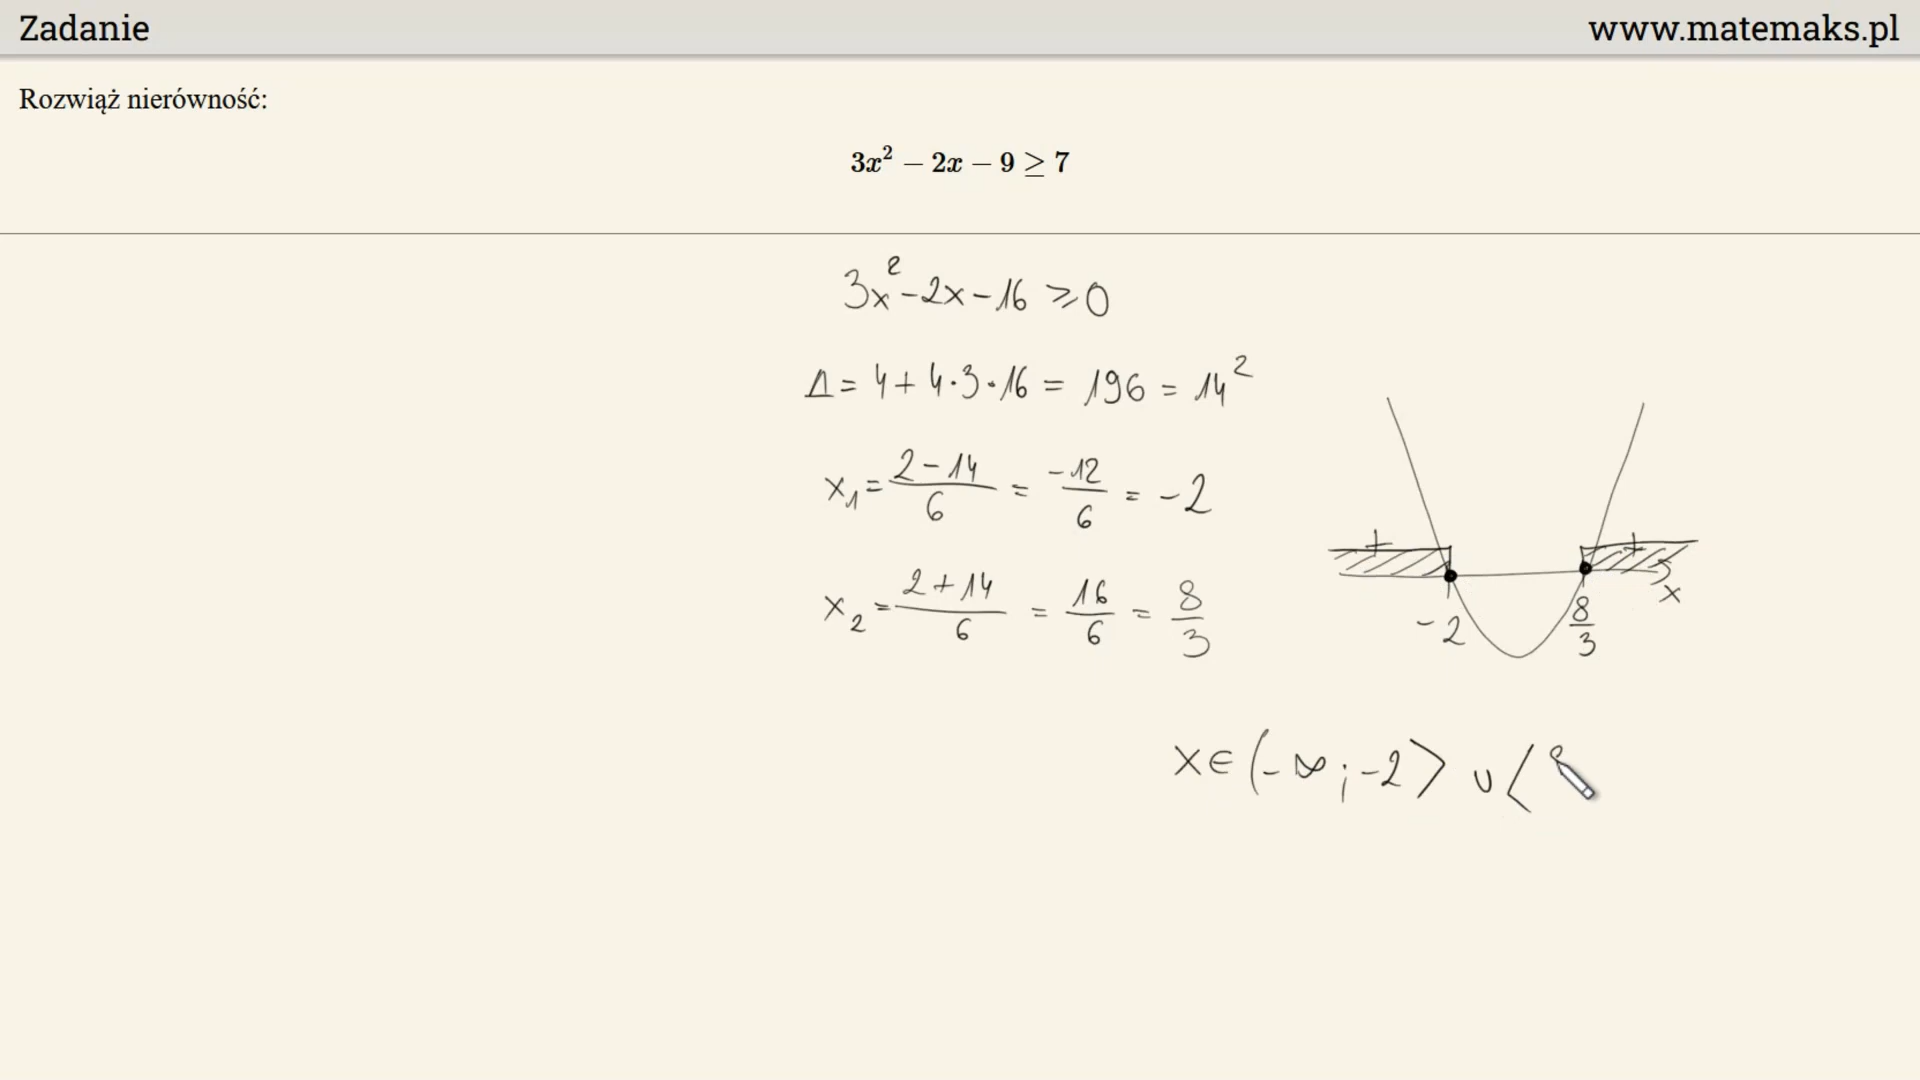 Zadanie
www.matemaks.pl
Rozwiąż nierówność:
3x² − 2x − 9 ≥ 7
3x² - 2x - 16 ⩾ 0
Δ = 4 + 4·3·16 = 196 = 14²
x₁ = (2 - 14)/6 = -12/6 = -2
x₂ = (2 + 14)/6 = 16/6 = 8/3
+ +
x
-2 8/3
x ∈ (-∞; -2⟩ ∪ ⟨